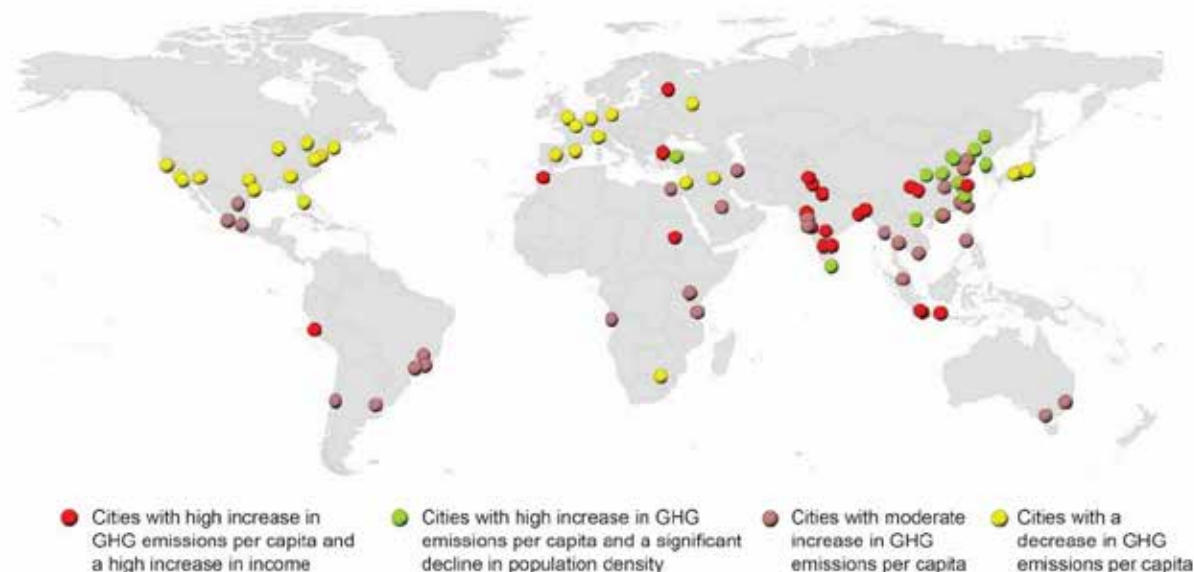 Cities with high increase in
GHG emissions per capita and
a high increase in income
Cities with high increase in GHG
emissions per capita and a significant
decline in population density
Cities with moderate
increase in GHG
emissions per capita
Cities with a
decrease in GHG
emissions per capita